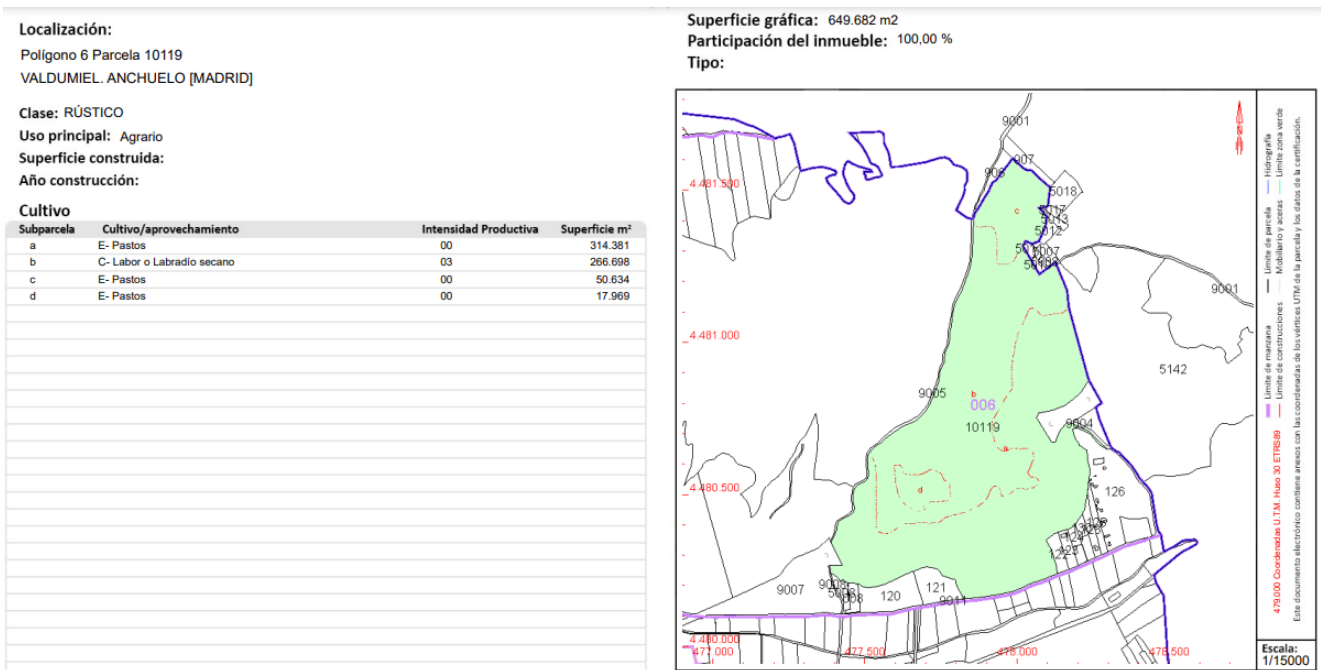 Localización:
Polígono 6 Parcela 10119
VALDUMIEL. ANCHUELO [MADRID]
Clase: RÚSTICO
Uso principal: Agrario
Superficie construida:
Año construcción:
Cultivo
Subparcela Cultivo/aprovechamiento Intensidad Productiva Superficie m²
a E- Pastos 00 314.381
b C- Labor o Labradío secano 03 266.698
c E- Pastos 00 50.634
d E- Pastos 00 17.969
Superficie gráfica: 649.682 m2
Participación del inmueble: 100,00 %
Tipo:
9001
907
906
4.481.500
5018
c
5017
5013
5012
5007
9091
4.481.000
5142
9005
b
006
10119
9004
a
4.480.500
d
126
122
9007
120
121
9011
4.480.000
477.000
477.500
478.000
478.500
Límite de manzana
Límite de parcela
Hidrografía
Límite de construcciones
Mobiliario y aceras
Límite zona verde
479.000 Coordenadas U.T.M. Huso 30 ETRS89
Este documento electrónico contiene anexos con las coordenadas de los vértices UTM de la parcela y los datos de la certificación.
Escala:
1/15000